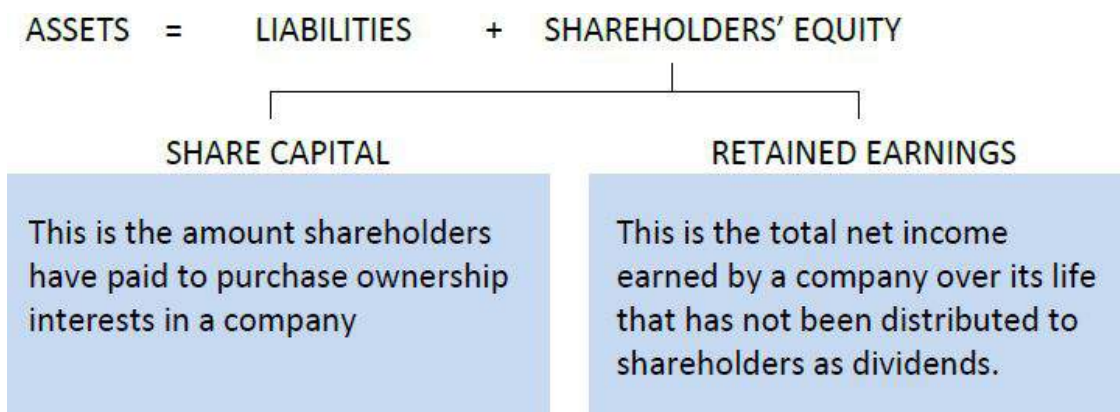 ASSETS = LIABILITIES + SHAREHOLDERS’ EQUITY
SHARE CAPITAL
This is the amount shareholders
have paid to purchase ownership
interests in a company
RETAINED EARNINGS
This is the total net income
earned by a company over its life
that has not been distributed to
shareholders as dividends.